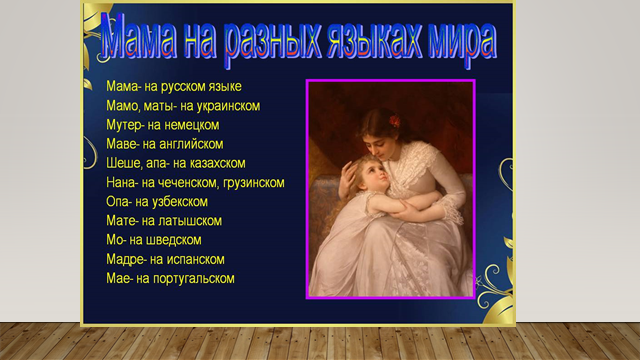 Мама на разных языках мира
Мама- на русском языке
Мамо, маты- на украинском
Мутер- на немецком
Маве- на английском
Шеше, апа- на казахском
Нана- на чеченском, грузинском
Опа- на узбекском
Мате- на латышском
Мо- на шведском
Мадре- на испанском
Мае- на португальском